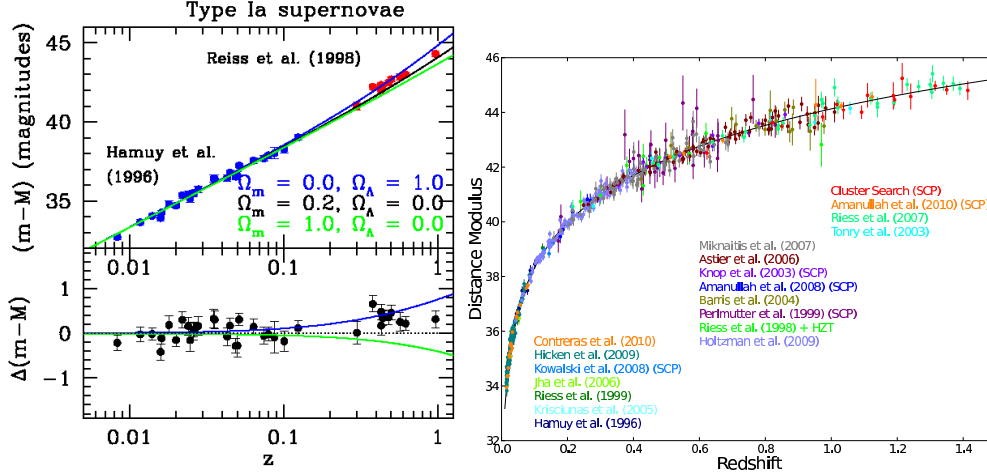 Type Ia supernovae
45
40
35
(m-M) (magnitudes)
Reiss et al. (1998)
Hamuy et al.
(1996)
Ωm = 0.0, ΩΛ = 1.0
Ωm = 0.2, ΩΛ = 0.0
Ωm = 1.0, ΩΛ = 0.0
0.01
0.1
1
1
0
-1
Δ(m-M)
0.01
0.1
1
z
46
44
42
40
38
36
34
32
Distance Modulus
Cluster Search (SCP)
Amanullah et al. (2010) (SCP)
Riess et al. (2007)
Tonry et al. (2003)
Miknaitis et al. (2007)
Astier et al. (2006)
Knop et al. (2003) (SCP)
Amanullah et al. (2008) (SCP)
Barris et al. (2004)
Perlmutter et al. (1999) (SCP)
Riess et al. (1998) + HZT
Holtzman et al. (2009)
Contreras et al. (2010)
Hicken et al. (2009)
Kowalski et al. (2008) (SCP)
Jha et al. (2006)
Riess et al. (1999)
Krisciunas et al. (2005)
Hamuy et al. (1996)
0.0
0.2
0.4
0.6
0.8
1.0
1.2
1.4
Redshift